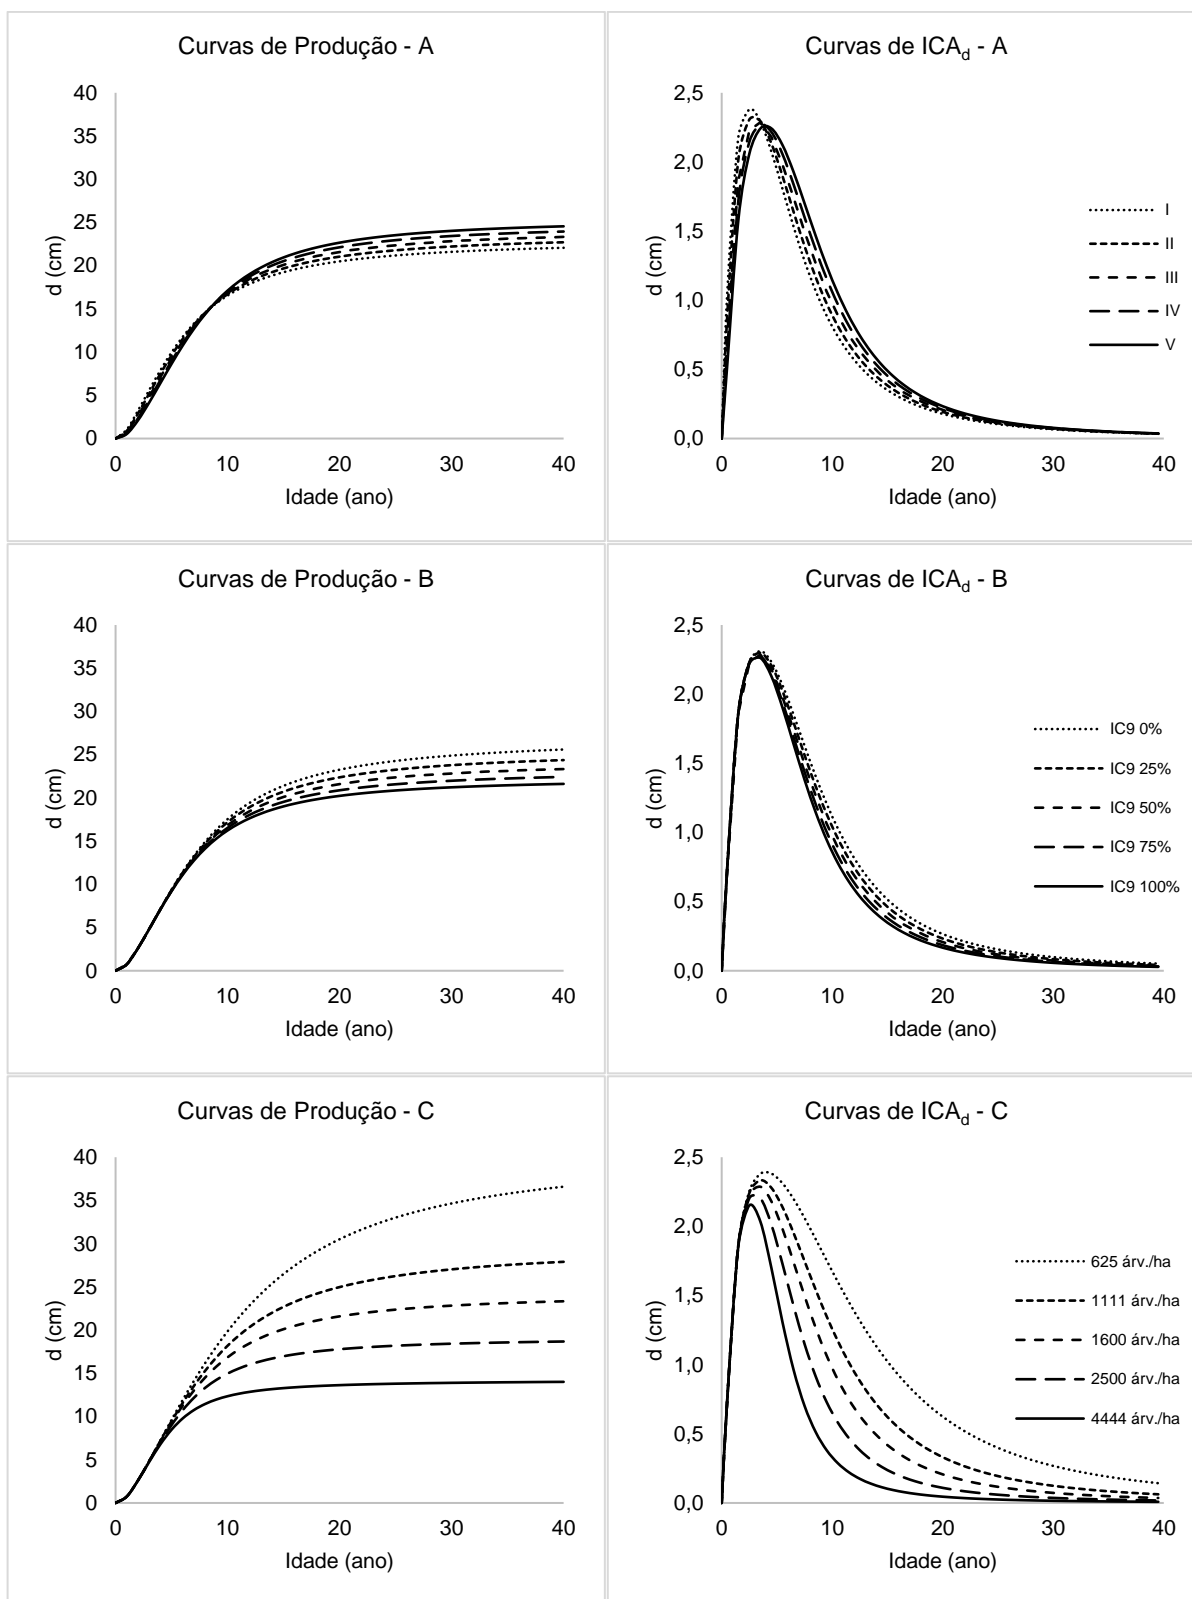 Curvas de Produção - A
40
35
30
25
20
15
10
5
0
d (cm)
0 10 20 30 40
Idade (ano)
Curvas de ICAd - A
2,5
2,0
1,5
1,0
0,5
0,0
d (cm)
0 10 20 30 40
Idade (ano)
I
II
III
IV
V
Curvas de Produção - B
40
35
30
25
20
15
10
5
0
d (cm)
0 10 20 30 40
Idade (ano)
Curvas de ICAd - B
2,5
2,0
1,5
1,0
0,5
0,0
d (cm)
0 10 20 30 40
Idade (ano)
IC9 0%
IC9 25%
IC9 50%
IC9 75%
IC9 100%
Curvas de Produção - C
40
35
30
25
20
15
10
5
0
d (cm)
0 10 20 30 40
Idade (ano)
Curvas de ICAd - C
2,5
2,0
1,5
1,0
0,5
0,0
d (cm)
0 10 20 30 40
Idade (ano)
625 árv./ha
1111 árv./ha
1600 árv./ha
2500 árv./ha
4444 árv./ha